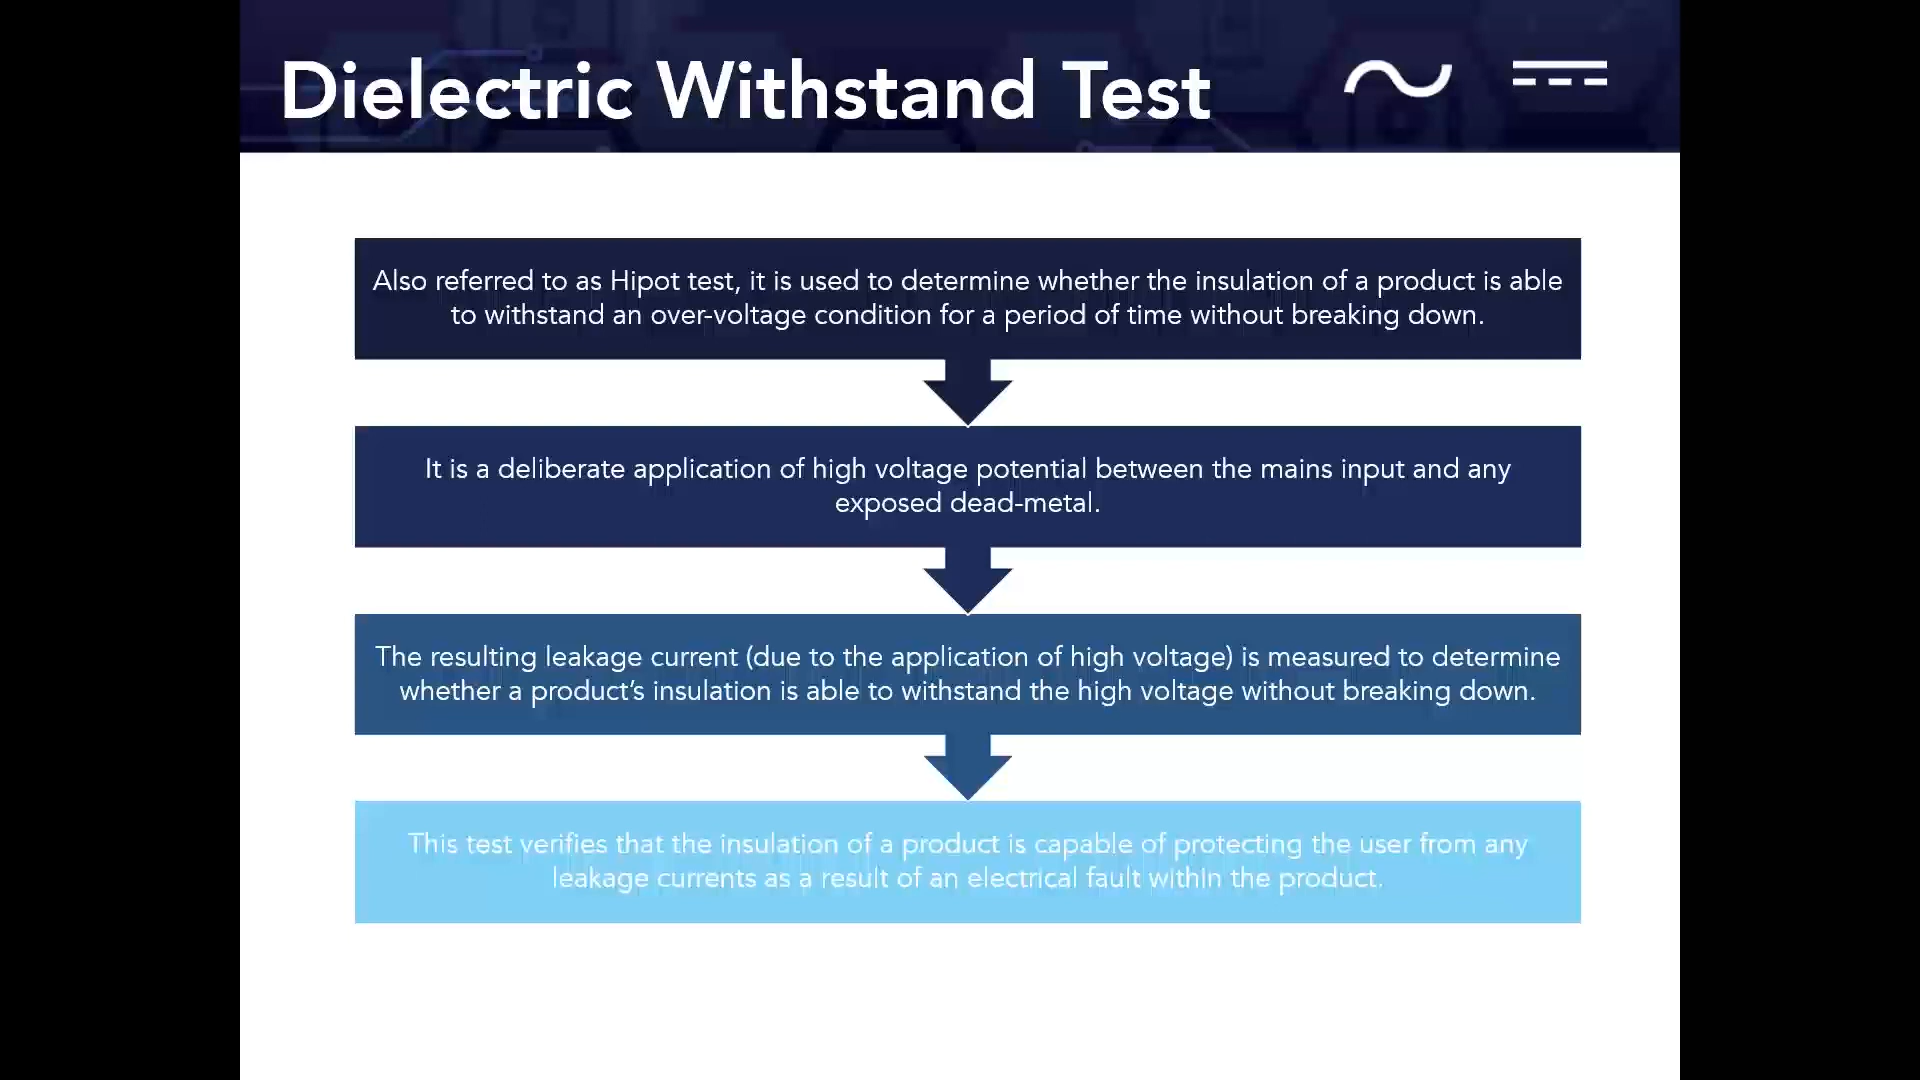 Dielectric Withstand Test
Also referred to as Hipot test, it is used to determine whether the insulation of a product is able
to withstand an over-voltage condition for a period of time without breaking down.
It is a deliberate application of high voltage potential between the mains input and any
exposed dead-metal.
The resulting leakage current (due to the application of high voltage) is measured to determine
whether a product’s insulation is able to withstand the high voltage without breaking down.
This test verifies that the insulation of a product is capable of protecting the user from any
leakage currents as a result of an electrical fault within the product.